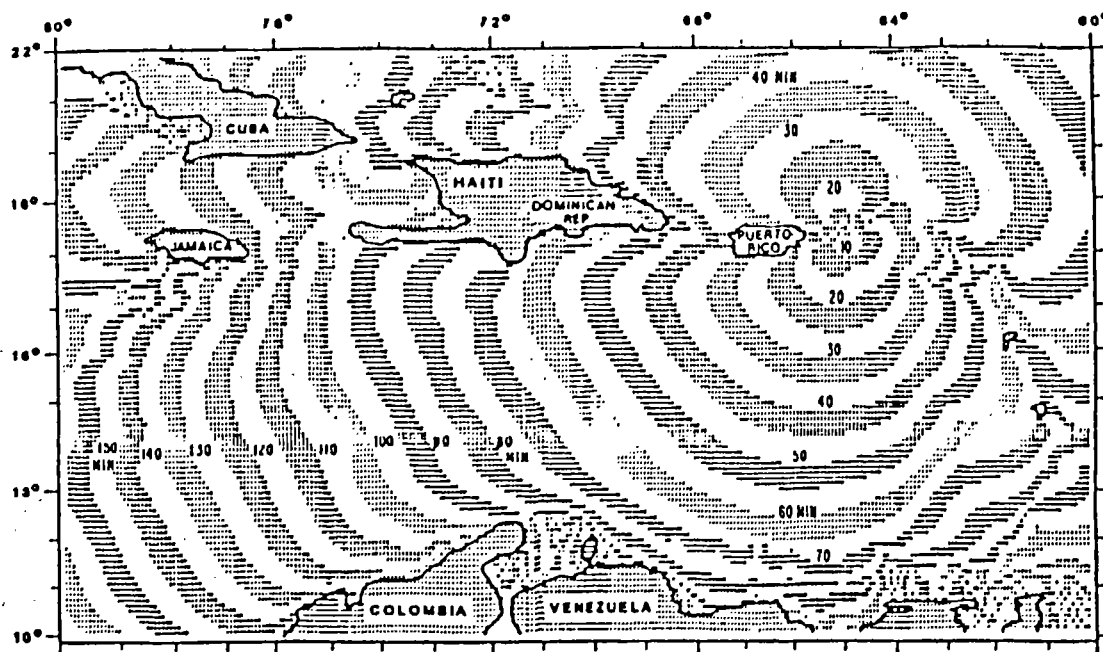 80° 76° 72° 68° 64° 60°
22°
40 MIN
30
CUBA
20
HAITI
18°
DOMINICAN
REP
JAMAICA
PUERTO
RICO
10
20
16°
30
40
150 140 130 120 110 100 90 80
MIN MIN
50
13°
60 MIN
70
COLOMBIA VENEZUELA
10°